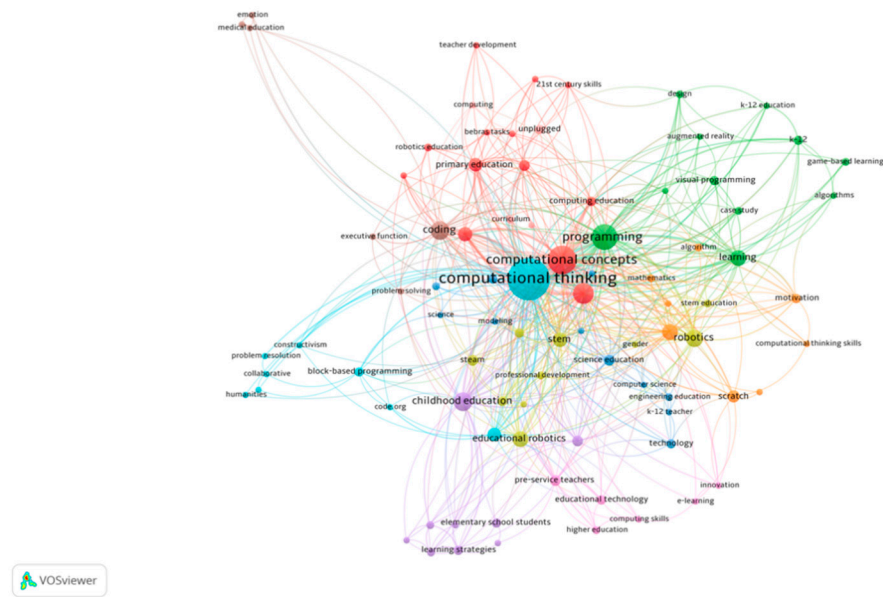 emotion
medical education
teacher development
21st century skills
design
k-12 education
computing
augmented reality
k-12
bebras tasks
unplugged
robotics education
primary education
game-based learning
visual programming
computing education
algorithms
case study
curriculum
coding
executive function
programming
algorithm
learning
computational concepts
computational thinking
mathematics
problem solving
motivation
stem education
science
modeling
stem
gender
robotics
constructivism
computational thinking skills
problem resolution
steam
science education
collaborative
block-based programming
professional development
computer science
humanities
childhood education
engineering education
scratch
code.org
k-12 teacher
educational robotics
technology
pre-service teachers
innovation
educational technology
e-learning
elementary school students
computing skills
higher education
learning strategies
VOSviewer